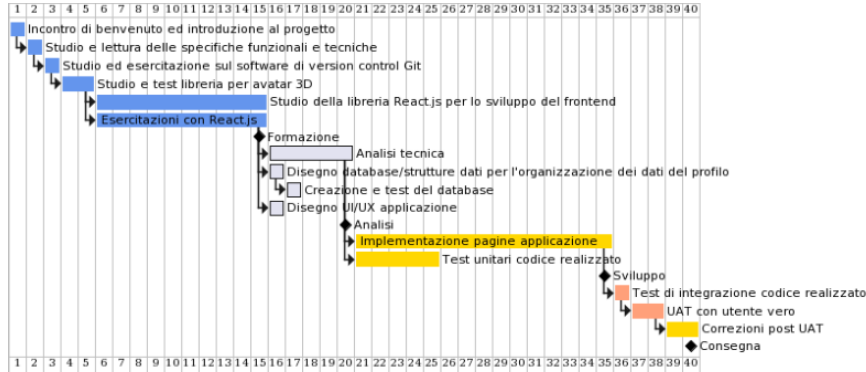 1 2 3 4 5 6 7 8 9 10 11 12 13 14 15 16 17 18 19 20 21 22 23 24 25 26 27 28 29 30 31 32 33 34 35 36 37 38 39 40
Incontro di benvenuto ed introduzione al progetto
Studio e lettura delle specifiche funzionali e tecniche
Studio ed esercitazione sul software di version control Git
Studio e test libreria per avatar 3D
Studio della libreria React.js per lo sviluppo del frontend
Esercitazioni con React.js
Formazione
Analisi tecnica
Disegno database/strutture dati per l'organizzazione dei dati del profilo
Creazione e test del database
Disegno UI/UX applicazione
Analisi
Implementazione pagine applicazione
Test unitari codice realizzato
Sviluppo
Test di integrazione codice realizzato
UAT con utente vero
Correzioni post UAT
Consegna
1 2 3 4 5 6 7 8 9 10 11 12 13 14 15 16 17 18 19 20 21 22 23 24 25 26 27 28 29 30 31 32 33 34 35 36 37 38 39 40